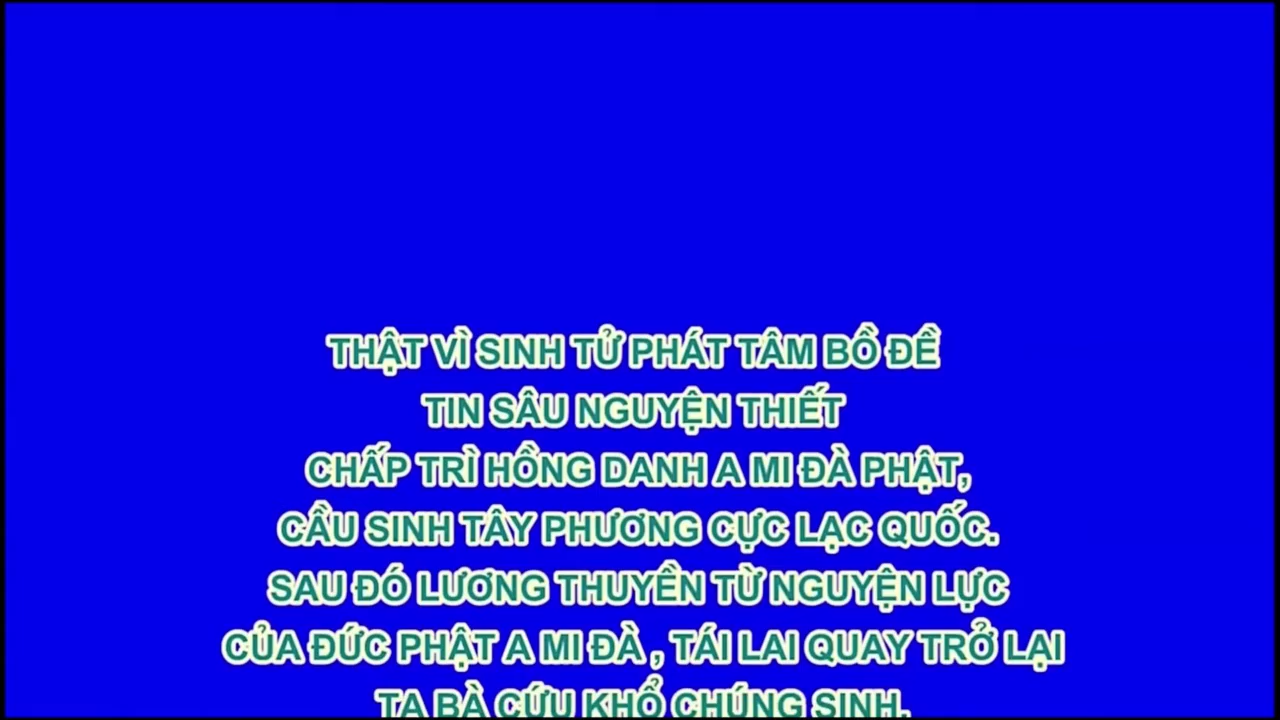 THẬT VÌ SINH TỬ PHÁT TÂM BỒ ĐỀ
TIN SÂU NGUYỆN THIẾT
CHẤP TRÌ HỒNG DANH A MI ĐÀ PHẬT,
CẦU SINH TÂY PHƯƠNG CỰC LẠC QUỐC.
SAU ĐÓ LƯƠNG THUYỀN TỪ NGUYỆN LỰC
CỦA ĐỨC PHẬT A MI ĐÀ , TÁI LAI QUAY TRỞ LẠI
TA BÀ CỨU KHỔ CHÚNG SINH.